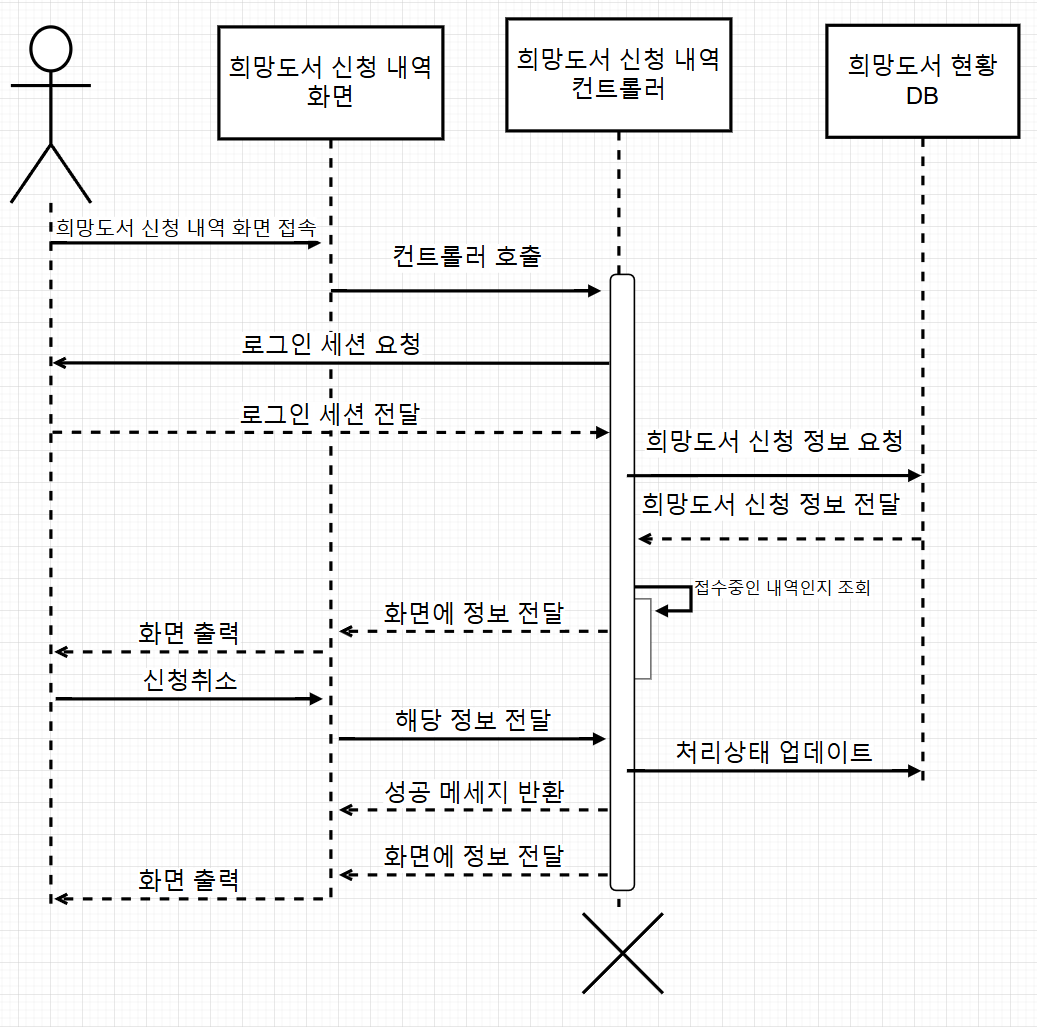 희망도서 신청 내역
화면
희망도서 신청 내역
컨트롤러
희망도서 현황
DB
희망도서 신청 내역 화면 접속
컨트롤러 호출
로그인 세션 요청
로그인 세션 전달
희망도서 신청 정보 요청
희망도서 신청 정보 전달
접수중인 내역인지 조회
화면에 정보 전달
화면 출력
신청취소
해당 정보 전달
처리상태 업데이트
성공 메세지 반환
화면에 정보 전달
화면 출력